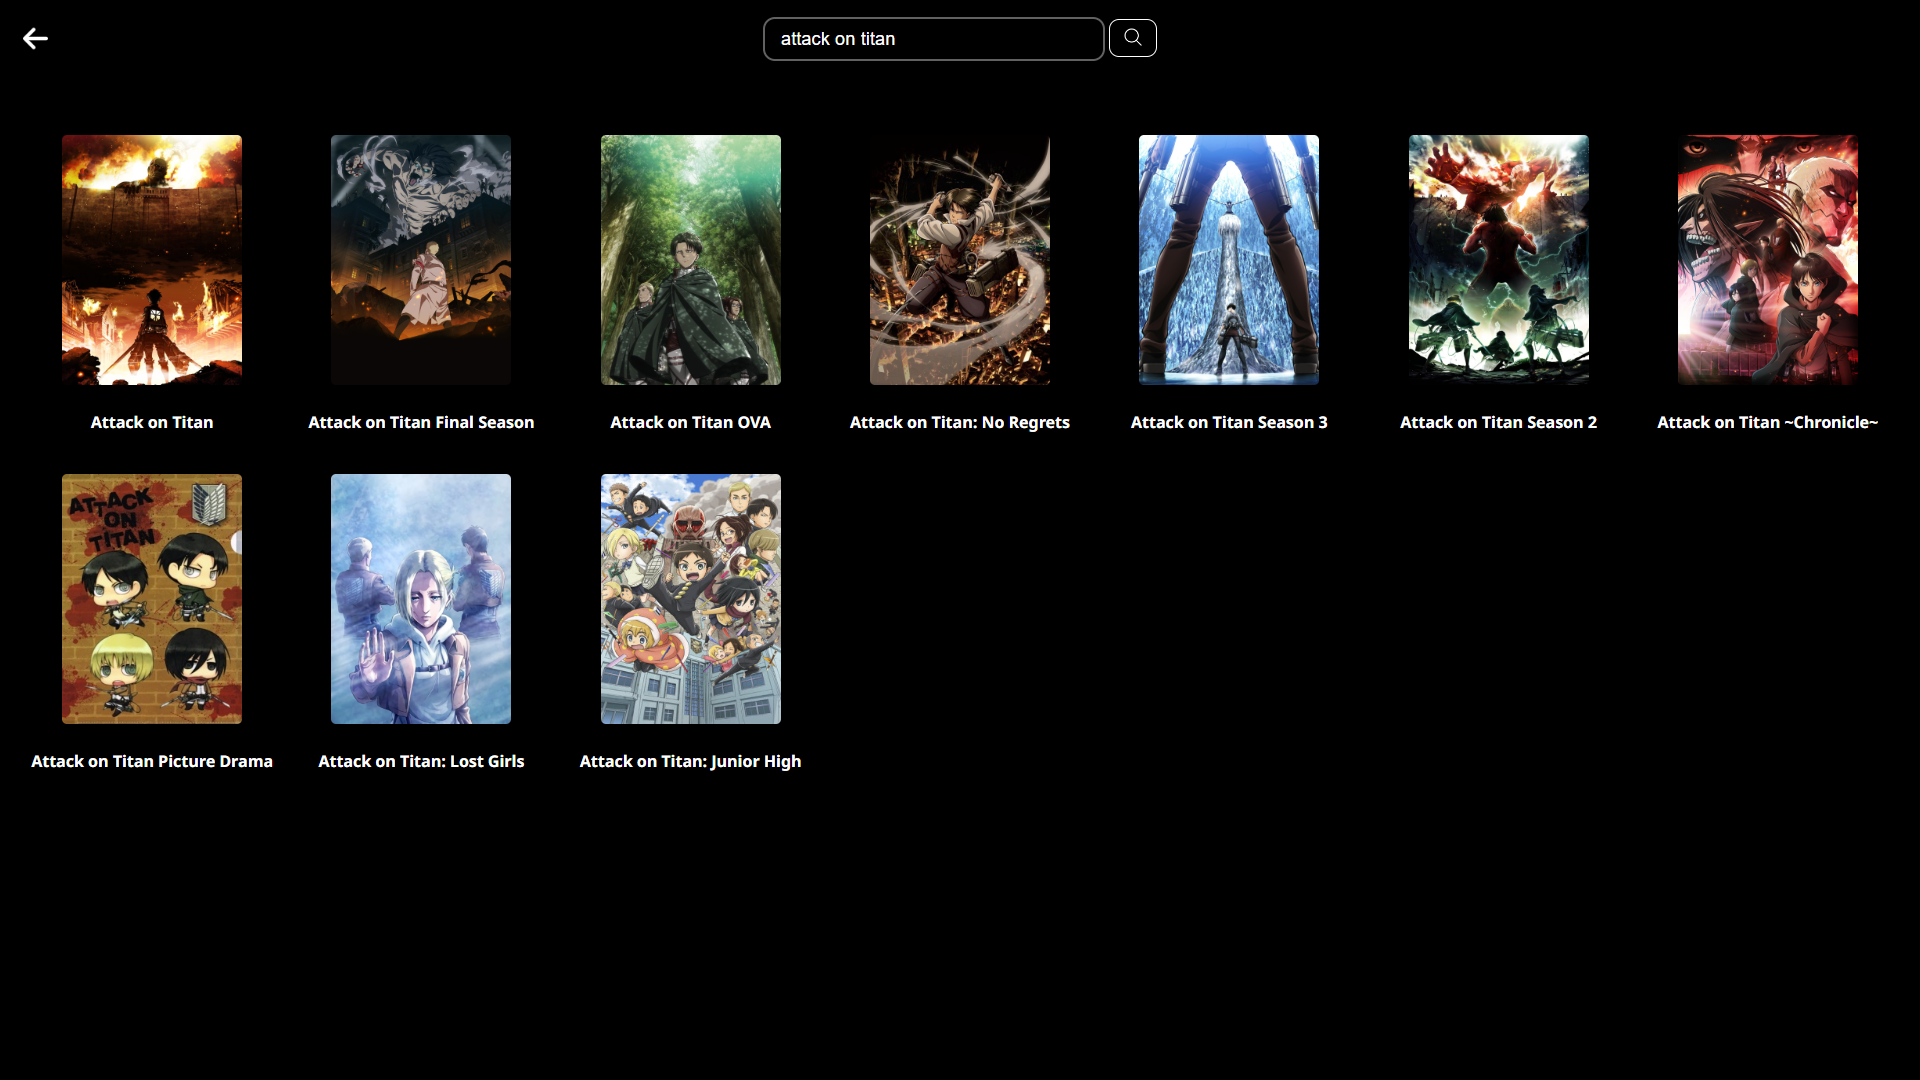 attack on titan
Attack on Titan
Attack on Titan Final Season
Attack on Titan OVA
Attack on Titan: No Regrets
Attack on Titan Season 3
Attack on Titan Season 2
Attack on Titan ~Chronicle~
ATTACK
ON
TITAN
Attack on Titan Picture Drama
Attack on Titan: Lost Girls
Attack on Titan: Junior High